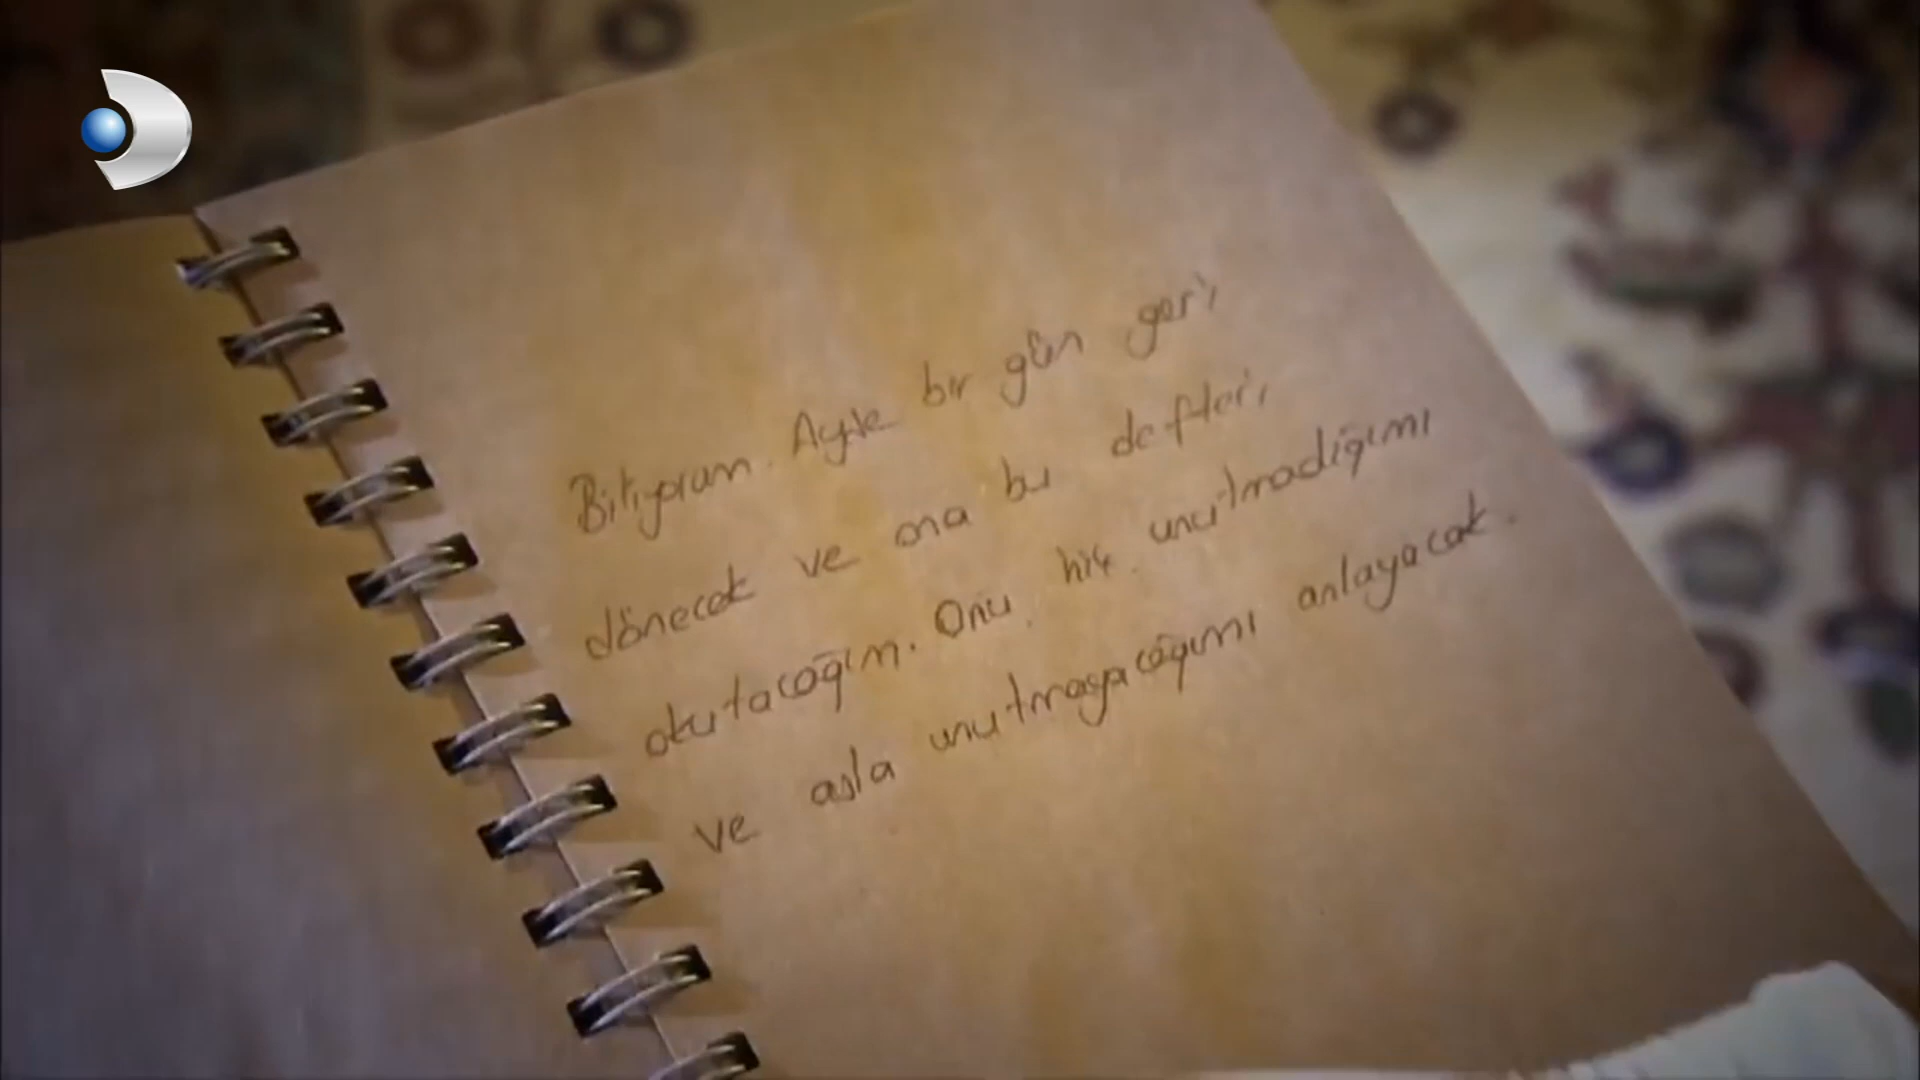 Biliyorum. Ayşe bir gün geri
dönecek ve ona bu defteri
okutacağım. Onu hiç unutmadığımı
ve asla unutmayacağımı anlayacak.